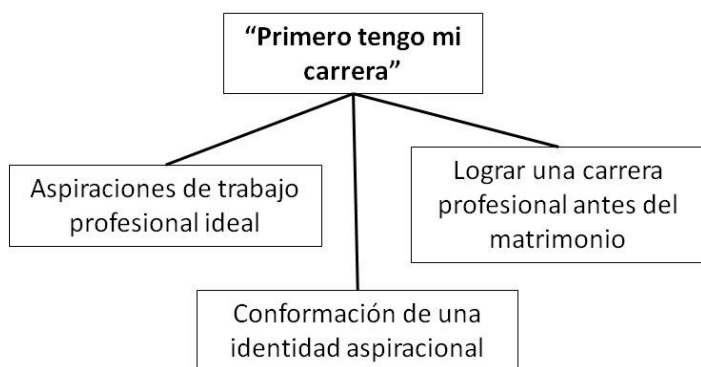 “Primero tengo mi
carrera”
Aspiraciones de trabajo
profesional ideal
Lograr una carrera
profesional antes del
matrimonio
Conformación de una
identidad aspiracional